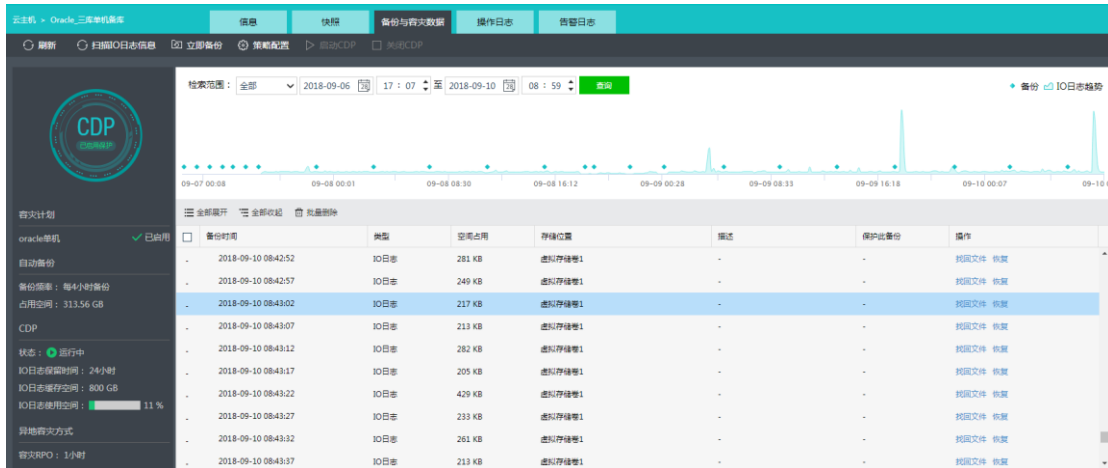 云主机 > Oracle_三库单机备库
信息 快照 备份与容灾数据 操作日志 告警日志
刷新 扫描IO日志信息 立即备份 策略配置 启动CDP 关闭CDP
CDP
已启用保护
检索范围： 全部 2018-09-06 17 : 07 至 2018-09-10 08 : 59 查询
备份 IO日志趋势
09-07 00:08 09-08 00:01 09-08 08:30 09-08 16:12 09-09 00:28 09-09 08:33 09-09 16:18 09-10 00:07 09-10 0
容灾计划
oracle单机 已启用
自动备份
备份频率： 每4小时备份
占用空间： 313.56 GB
CDP
状态： 运行中
IO日志保留时间： 24小时
IO日志缓存空间： 800 GB
IO日志使用空间： 11 %
异地容灾方式
容灾RPO： 1小时
全部展开 全部收起 批量删除
备份时间 类型 空间占用 存储位置 描述 保护此备份 操作
- 2018-09-10 08:42:52 IO日志 281 KB 虚拟存储卷1 - - 找回文件 恢复
- 2018-09-10 08:42:57 IO日志 249 KB 虚拟存储卷1 - - 找回文件 恢复
- 2018-09-10 08:43:02 IO日志 217 KB 虚拟存储卷1 - - 找回文件 恢复
- 2018-09-10 08:43:07 IO日志 213 KB 虚拟存储卷1 - - 找回文件 恢复
- 2018-09-10 08:43:12 IO日志 282 KB 虚拟存储卷1 - - 找回文件 恢复
- 2018-09-10 08:43:17 IO日志 205 KB 虚拟存储卷1 - - 找回文件 恢复
- 2018-09-10 08:43:22 IO日志 429 KB 虚拟存储卷1 - - 找回文件 恢复
- 2018-09-10 08:43:27 IO日志 233 KB 虚拟存储卷1 - - 找回文件 恢复
- 2018-09-10 08:43:32 IO日志 261 KB 虚拟存储卷1 - - 找回文件 恢复
- 2018-09-10 08:43:37 IO日志 213 KB 虚拟存储卷1 - - 找回文件 恢复